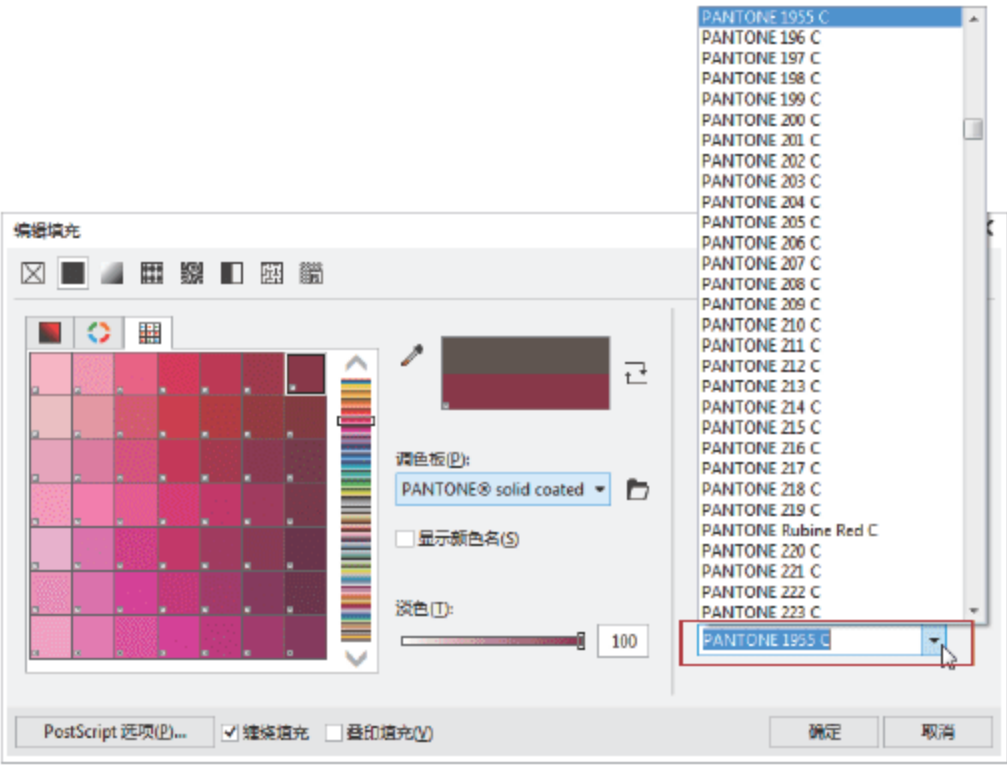 PANTONE 1955 C
PANTONE 196 C
PANTONE 197 C
PANTONE 198 C
PANTONE 199 C
PANTONE 200 C
PANTONE 201 C
PANTONE 202 C
PANTONE 203 C
PANTONE 204 C
PANTONE 205 C
PANTONE 206 C
PANTONE 207 C
PANTONE 208 C
PANTONE 209 C
PANTONE 210 C
PANTONE 211 C
PANTONE 212 C
PANTONE 213 C
PANTONE 214 C
PANTONE 215 C
PANTONE 216 C
PANTONE 217 C
PANTONE 218 C
PANTONE 219 C
PANTONE Rubine Red C
PANTONE 220 C
PANTONE 221 C
PANTONE 222 C
PANTONE 223 C
PANTONE 1955 C
编辑填充
调色板(P):
PANTONE® solid coated
显示颜色名(S)
淡色(T):
100
PostScript 选项(P)...
缠绕填充
叠印填充(V)
确定
取消